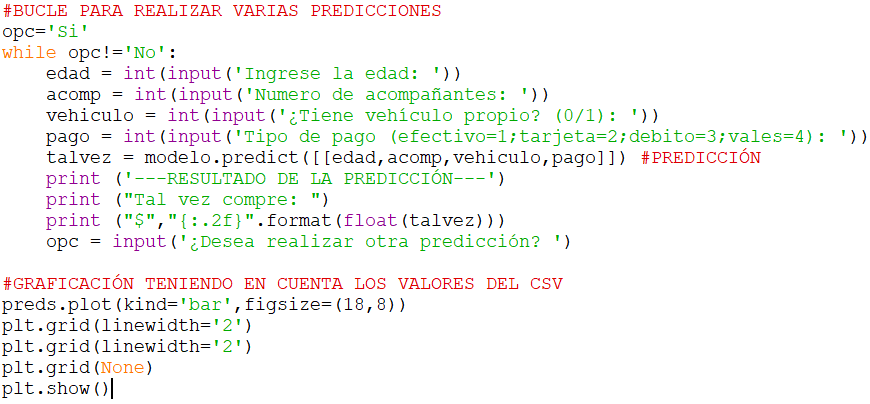 #BUCLE PARA REALIZAR VARIAS PREDICCIONES
opc='Si'
while opc!='No':
    edad = int(input('Ingrese la edad: '))
    acomp = int(input('Numero de acompañantes: '))
    vehiculo = int(input('¿Tiene vehículo propio? (0/1): '))
    pago = int(input('Tipo de pago (efectivo=1;tarjeta=2;debito=3;vales=4): '))
    talvez = modelo.predict([[edad,acomp,vehiculo,pago]]) #PREDICCIÓN
    print ('---RESULTADO DE LA PREDICCIÓN---')
    print ("Tal vez compre: ")
    print ("$","{:.2f}".format(float(talvez)))
    opc = input('¿Desea realizar otra predicción? ')
#GRAFICACIÓN TENIENDO EN CUENTA LOS VALORES DEL CSV
preds.plot(kind='bar',figsize=(18,8))
plt.grid(linewidth='2')
plt.grid(linewidth='2')
plt.grid(None)
plt.show()